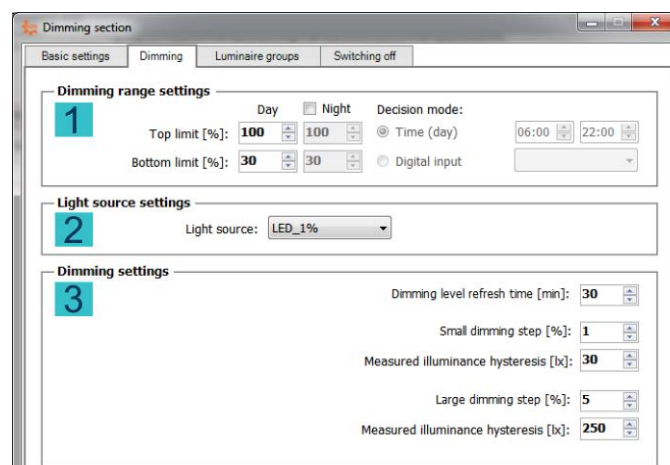 Dimming section
Basic settings Dimming Luminaire groups Switching off
Dimming range settings
1
Day Night Decision mode:
Top limit [%]: 100 100 Time (day) 06:00 22:00
Bottom limit [%]: 30 30 Digital input
Light source settings
2
Light source: LED_1%
Dimming settings
3
Dimming level refresh time [min]: 30
Small dimming step [%]: 1
Measured illuminance hysteresis [lx]: 30
Large dimming step [%]: 5
Measured illuminance hysteresis [lx]: 250